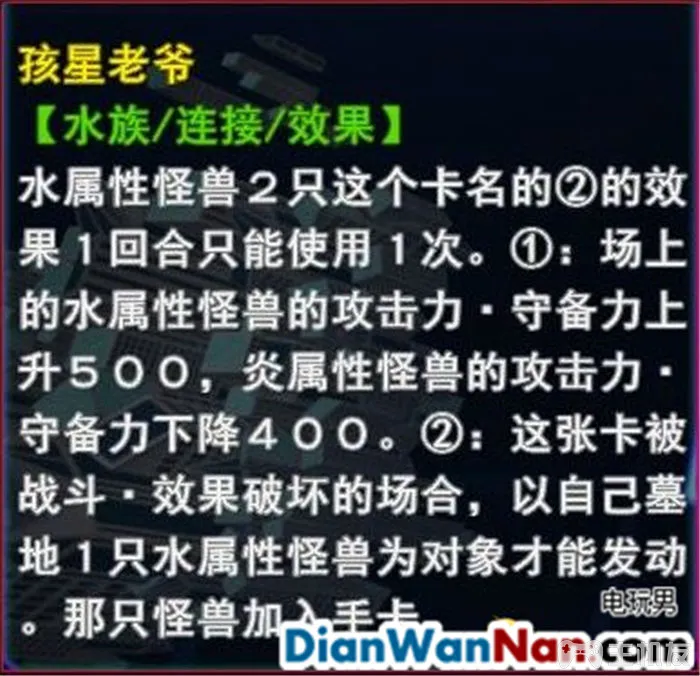 孩星老爷
【水族/连接/效果】
水属性怪兽２只这个卡名的②的效
果１回合只能使用１次。①：场上
的水属性怪兽的攻击力·守备力上
升５００，炎属性怪兽的攻击力·
守备力下降４００。②：这张卡被
战斗·效果破坏的场合，以自己墓
地１只水属性怪兽为对象才能发动
。那只怪兽加入手卡
电玩男
DianWanNan.com